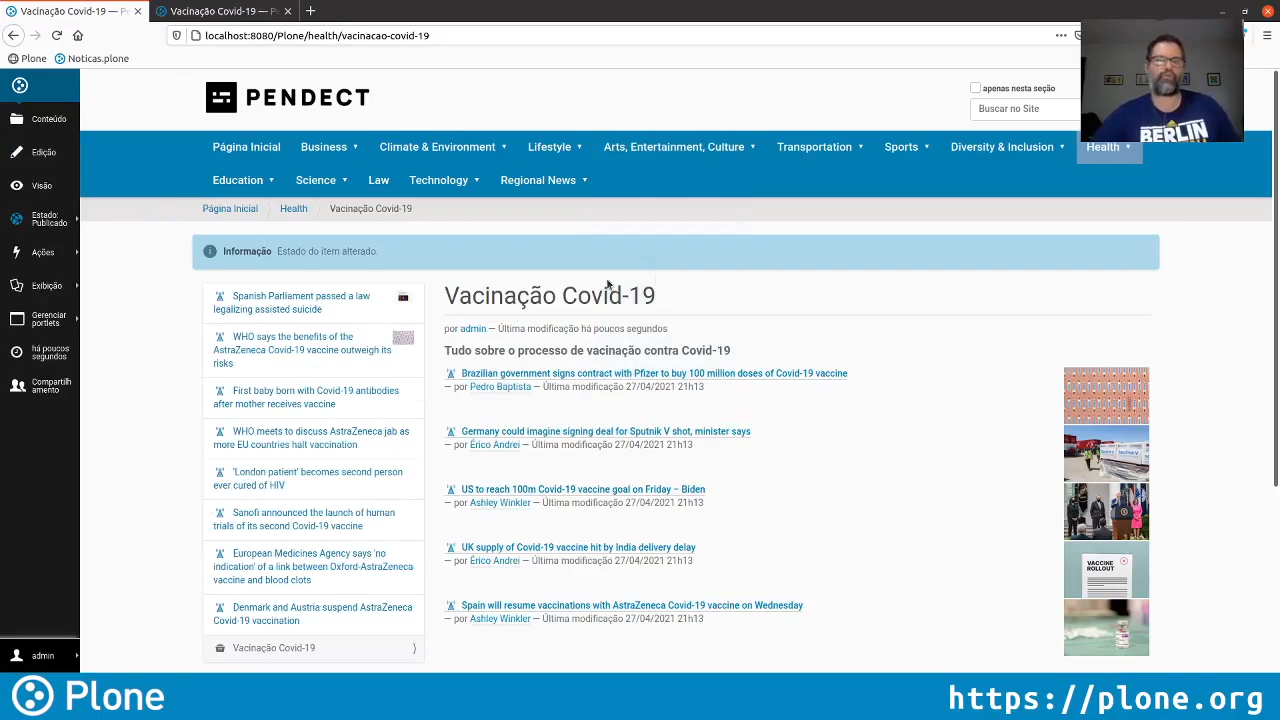 Vacinação Covid-19 — P
Vacinação Covid-19 — P
localhost:8080/Plone/health/vacinacao-covid-19
Plone
Noticas.plone
PENDECT
apenas nesta seção
Buscar no Site
BERLIN
Página Inicial
Business
Climate & Environment
Lifestyle
Arts, Entertainment, Culture
Transportation
Sports
Diversity & Inclusion
Health
Education
Science
Law
Technology
Regional News
Página Inicial
Health
Vacinação Covid-19
Conteúdo
Edição
Visão
Estado:
Publicado
Ações
Exibição
Gerenciar
portlets
há poucos
segundos
Compartilh
amento
admin
Informação Estado do item alterado.
Spanish Parliament passed a law
legalizing assisted suicide
WHO says the benefits of the
AstraZeneca Covid-19 vaccine outweigh its
risks
First baby born with Covid-19 antibodies
after mother receives vaccine
WHO meets to discuss AstraZeneca jab as
more EU countries halt vaccination
'London patient' becomes second person
ever cured of HIV
Sanofi announced the launch of human
trials of its second Covid-19 vaccine
European Medicines Agency says 'no
indication' of a link between Oxford-AstraZeneca
vaccine and blood clots
Denmark and Austria suspend AstraZeneca
Covid-19 vaccination
Vacinação Covid-19
Vacinação Covid-19
por admin — Última modificação há poucos segundos
Tudo sobre o processo de vacinação contra Covid-19
Brazilian government signs contract with Pfizer to buy 100 million doses of Covid-19 vaccine
— por Pedro Baptista — Última modificação 27/04/2021 21h13
Germany could imagine signing deal for Sputnik V shot, minister says
— por Érico Andrei — Última modificação 27/04/2021 21h13
US to reach 100m Covid-19 vaccine goal on Friday – Biden
— por Ashley Winkler — Última modificação 27/04/2021 21h13
UK supply of Covid-19 vaccine hit by India delivery delay
— por Érico Andrei — Última modificação 27/04/2021 21h13
VACCINE
ROLLOUT
Spain will resume vaccinations with AstraZeneca Covid-19 vaccine on Wednesday
— por Ashley Winkler — Última modificação 27/04/2021 21h13
Plone
https://plone.org